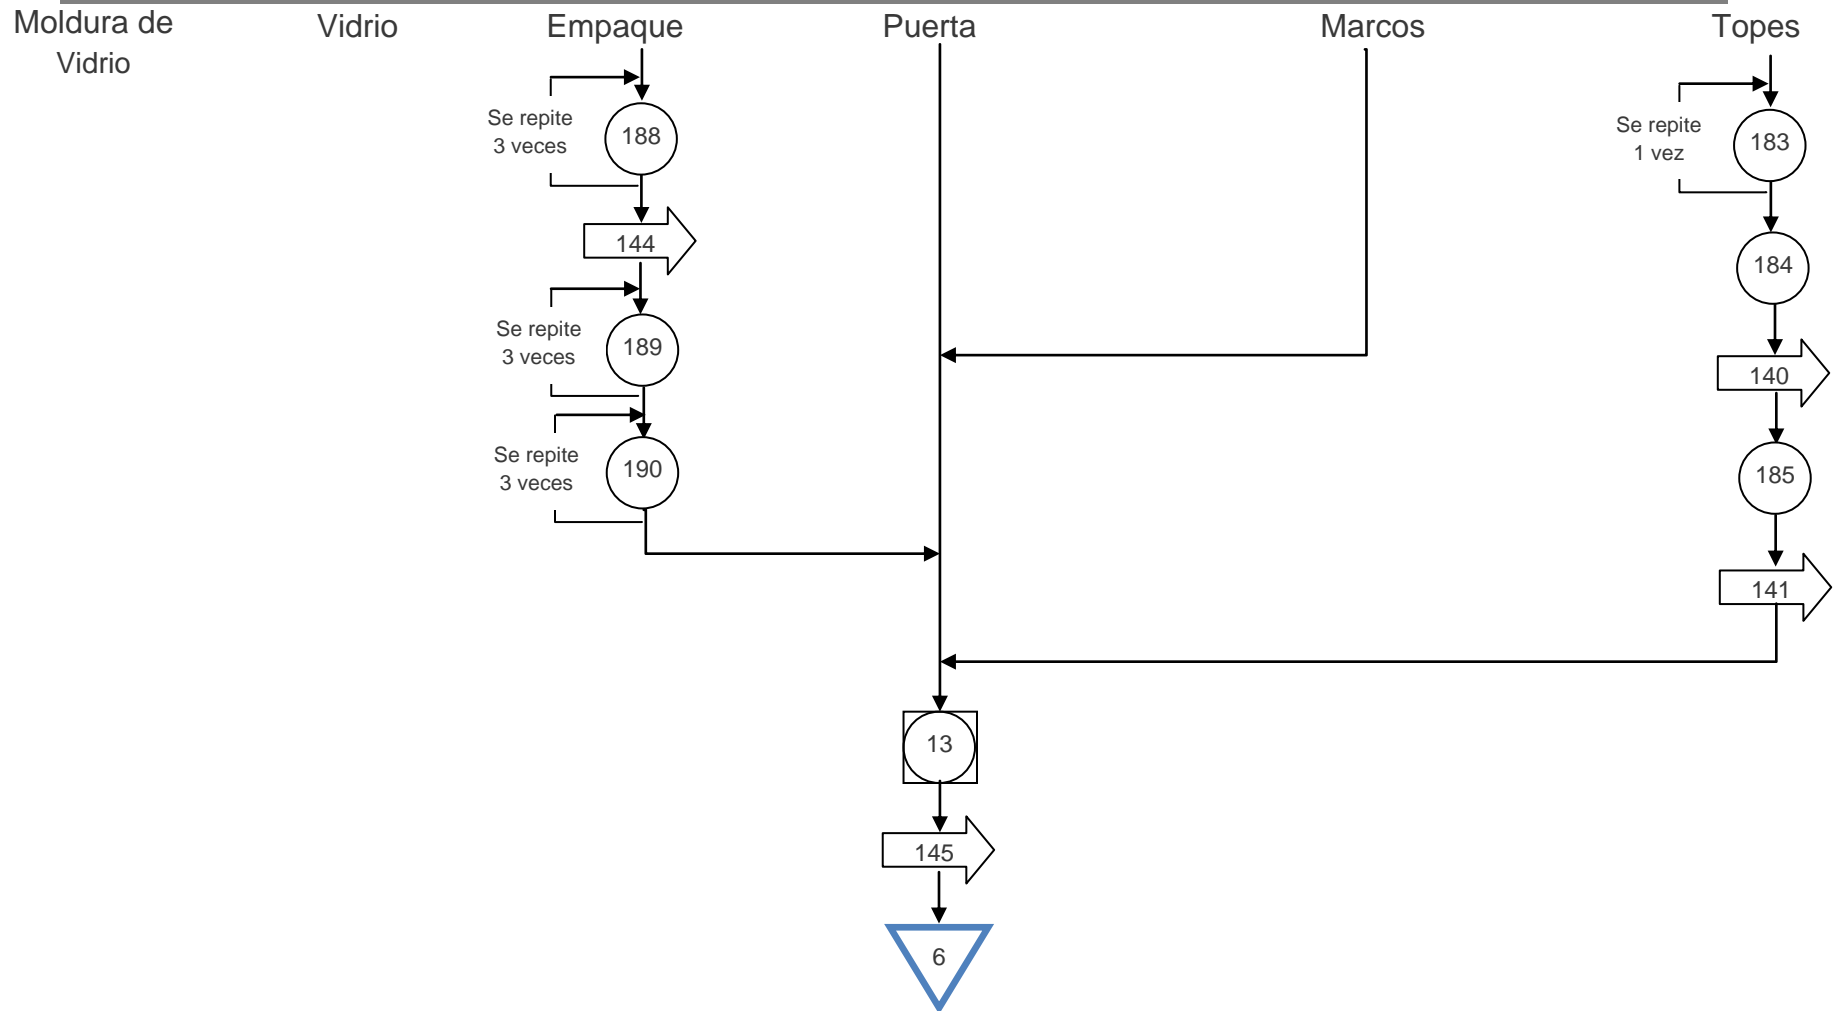 Moldura de
Vidrio
Vidrio
Empaque
Puerta
Marcos
Topes
Se repite
3 veces
188
144
Se repite
3 veces
189
Se repite
3 veces
190
Se repite
1 vez
183
184
140
185
141
13
145
6